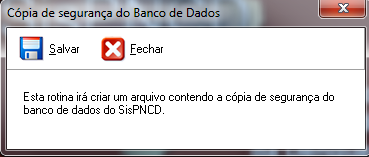 Cópia de segurança do Banco de Dados
Salvar Fechar
Esta rotina irá criar um arquivo contendo a cópia de segurança do
banco de dados do SisPNCD.